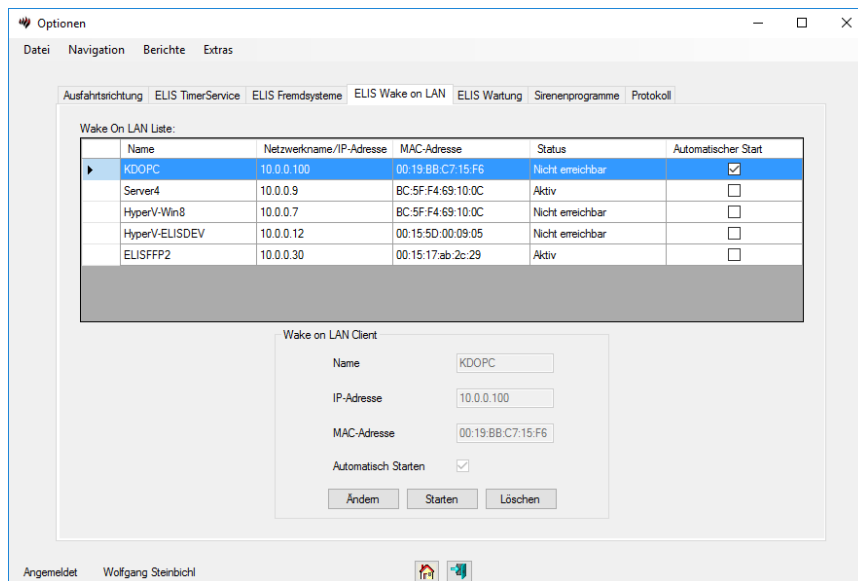 Optionen
Datei Navigation Berichte Extras
Ausfahrtsrichtung ELIS TimerService ELIS Fremdsysteme ELIS Wake on LAN ELIS Wartung Sirenenprogramme Protokoll
Wake On LAN Liste:
Name Netzwerkname/IP-Adresse MAC-Adresse Status Automatischer Start
KDOPC 10.0.0.100 00:19:BB:C7:15:F6 Nicht erreichbar
Server4 10.0.0.9 BC:5F:F4:69:10:0C Aktiv
HyperV-Win8 10.0.0.7 BC:5F:F4:69:10:0C Nicht erreichbar
HyperV-ELISDEV 10.0.0.12 00:15:5D:00:09:05 Nicht erreichbar
ELISFFP2 10.0.0.30 00:15:17:ab:2c:29 Aktiv
Wake on LAN Client
Name KDOPC
IP-Adresse 10.0.0.100
MAC-Adresse 00:19:BB:C7:15:F6
Automatisch Starten
Ändern Starten Löschen
Angemeldet Wolfgang Steinbichl